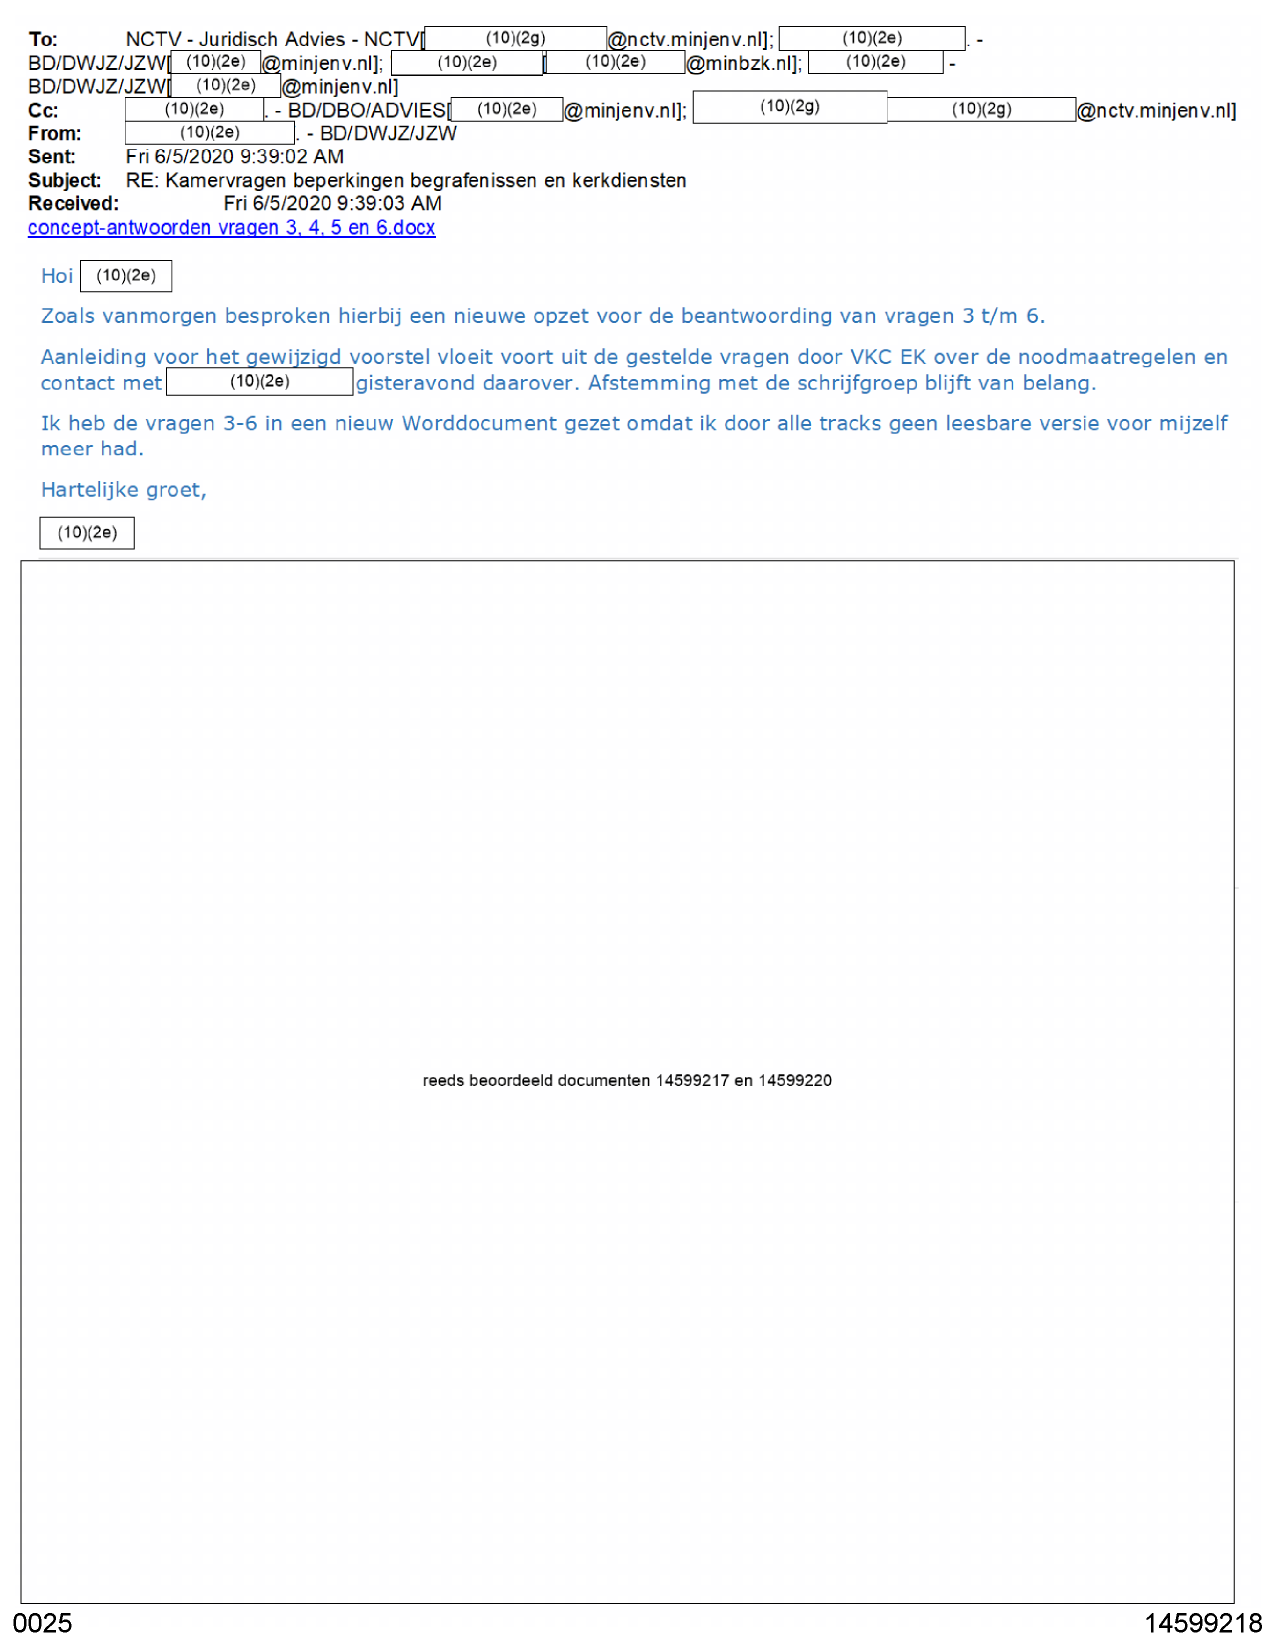 To: NCTV - Juridisch Advies - NCTV[ (10)(2g) @nctv.minjenv.nl]; (10)(2e) . -
BD/DWJZ/JZW[ (10)(2e) @minjenv.nl]; (10)(2e) [ (10)(2e) @minbzk.nl]; (10)(2e) -
BD/DWJZ/JZW[ (10)(2e) @minjenv.nl]
Cc: (10)(2e) . - BD/DBO/ADVIES[ (10)(2e) @minjenv.nl]; (10)(2g) (10)(2g) @nctv.minjenv.nl]
From: (10)(2e) . - BD/DWJZ/JZW
Sent: Fri 6/5/2020 9:39:02 AM
Subject: RE: Kamervragen beperkingen begrafenissen en kerkdiensten
Received: Fri 6/5/2020 9:39:03 AM
concept-antwoorden vragen 3, 4, 5 en 6.docx
Hoi (10)(2e)
Zoals vanmorgen besproken hierbij een nieuwe opzet voor de beantwoording van vragen 3 t/m 6.
Aanleiding voor het gewijzigd voorstel vloeit voort uit de gestelde vragen door VKC EK over de noodmaatregelen en
contact met (10)(2e) gisteravond daarover. Afstemming met de schrijfgroep blijft van belang.
Ik heb de vragen 3-6 in een nieuw Worddocument gezet omdat ik door alle tracks geen leesbare versie voor mijzelf
meer had.
Hartelijke groet,
(10)(2e)
reeds beoordeeld documenten 14599217 en 14599220
0025 14599218